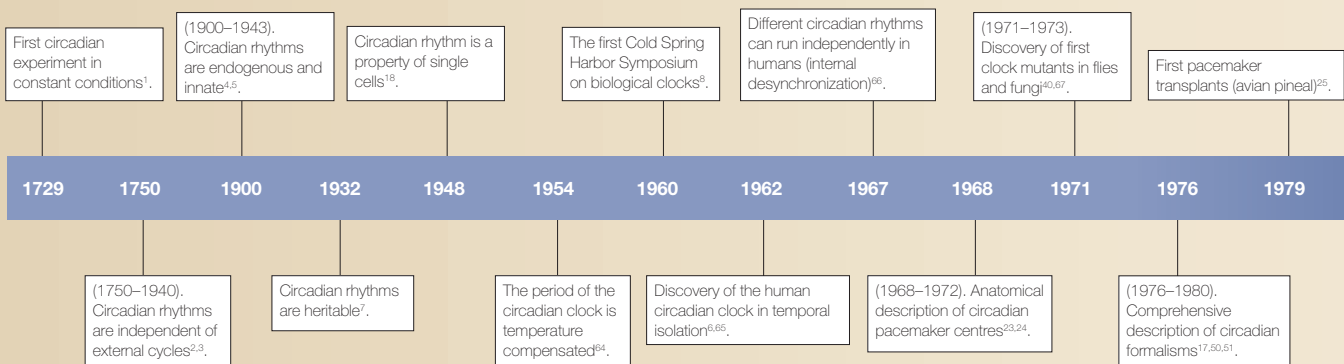 First circadian
experiment in
constant conditions¹.
(1900–1943).
Circadian rhythms
are endogenous and
innate⁴,⁵.
Circadian rhythm is a
property of single
cells¹⁸.
The first Cold Spring
Harbor Symposium
on biological clocks⁸.
Different circadian rhythms
can run independently in
humans (internal
desynchronization)⁶⁶.
(1971–1973).
Discovery of first
clock mutants in flies
and fungi⁴⁰,⁶⁷.
First pacemaker
transplants (avian pineal)²⁵.
1729 1750 1900 1932 1948 1954 1960 1962 1967 1968 1971 1976 1979
(1750–1940).
Circadian rhythms
are independent of
external cycles²,³.
Circadian rhythms
are heritable⁷.
The period of the
circadian clock is
temperature
compensated⁶⁴.
Discovery of the human
circadian clock in temporal
isolation⁶,⁶⁵.
(1968–1972). Anatomical
description of circadian
pacemaker centres²³,²⁴.
(1976–1980).
Comprehensive
description of circadian
formalisms¹⁷,⁵⁰,⁵¹.